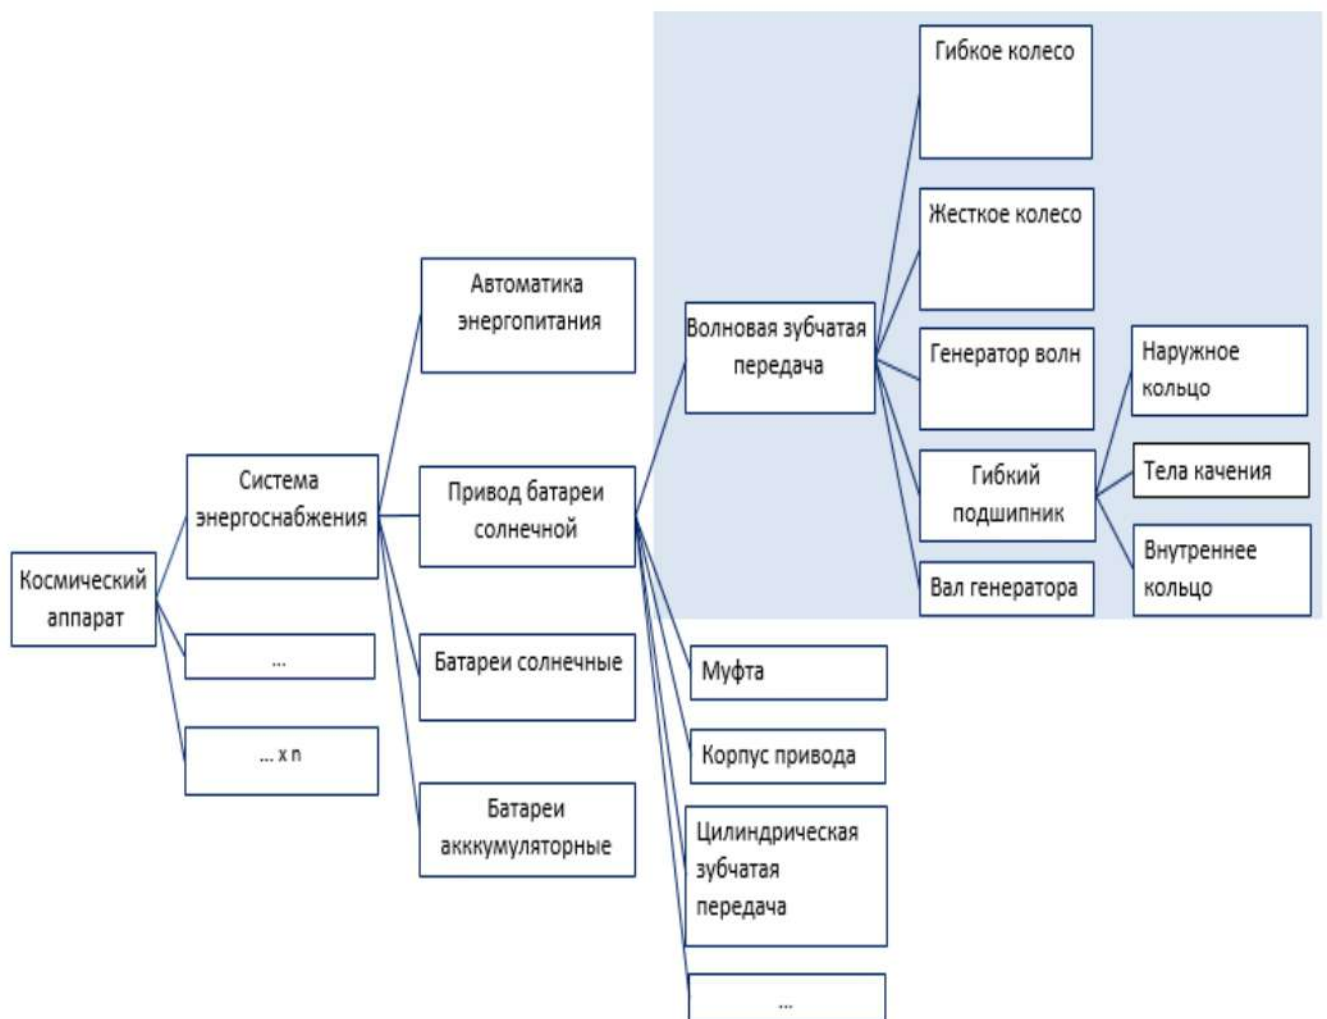 Космический
аппарат
Система
энергоснабжения
...
... x n
Автоматика
энергопитания
Привод батареи
солнечной
Батареи солнечные
Батареи
акккумуляторные
Волновая зубчатая
передача
Муфта
Корпус привода
Цилиндрическая
зубчатая
передача
...
Гибкое колесо
Жесткое колесо
Генератор волн
Гибкий
подшипник
Вал генератора
Наружное
кольцо
Тела качения
Внутреннее
кольцо